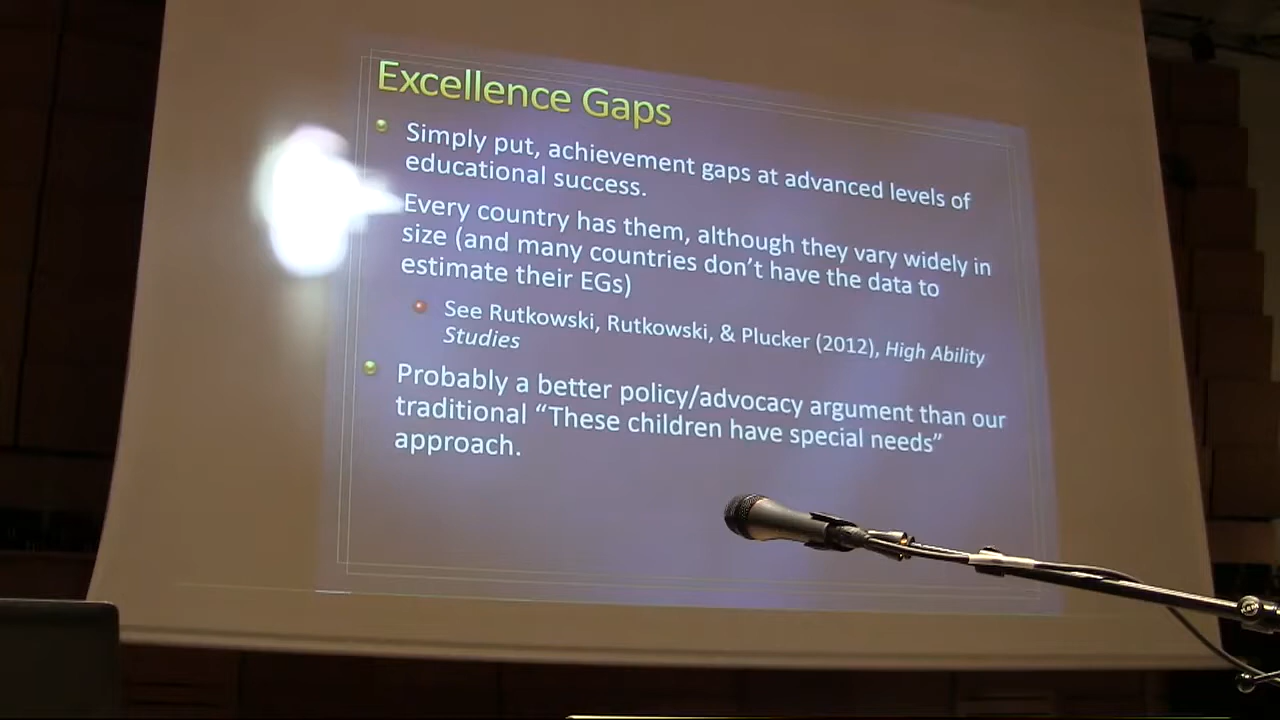 Excellence Gaps
Simply put, achievement gaps at advanced levels of
educational success.
Every country has them, although they vary widely in
size (and many countries don't have the data to
estimate their EGs)
See Rutkowski, Rutkowski, & Plucker (2012), High Ability
Studies
Probably a better policy/advocacy argument than our
traditional “These children have special needs”
approach.